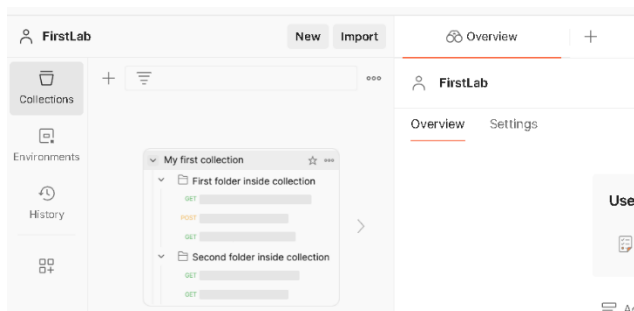 FirstLab
New Import
Overview
Collections
FirstLab
Overview Settings
Environments
History
My first collection
First folder inside collection
GET
POST
GET
Second folder inside collection
GET
GET
Use